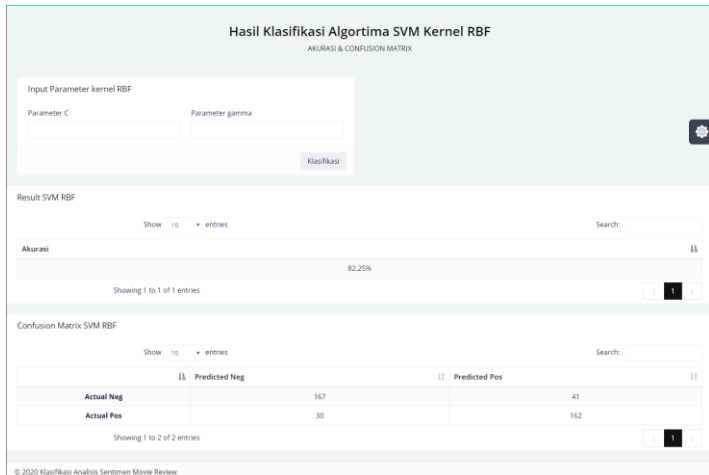 Hasil Klasifikasi Algortima SVM Kernel RBF
AKURASI & CONFUSION MATRIX
Input Parameter kernel RBF
Parameter C Parameter gamma
Klasifikasi
Result SVM RBF
Show 10 entries Search:
Akurasi
82.25%
Showing 1 to 1 of 1 entries 1
Confusion Matrix SVM RBF
Show 10 entries Search:
Predicted Neg Predicted Pos
Actual Neg 167 41
Actual Pos 30 162
Showing 1 to 2 of 2 entries 1
© 2020 Klasifikasi Analisis Sentimen Movie Review